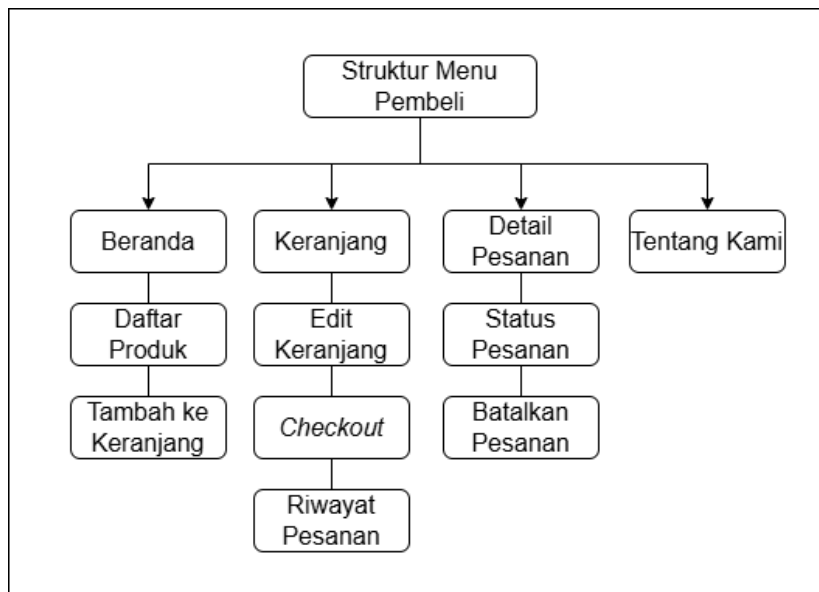 Struktur Menu
Pembeli
Beranda
Keranjang
Detail
Pesanan
Tentang Kami
Daftar
Produk
Edit
Keranjang
Status
Pesanan
Tambah ke
Keranjang
Checkout
Batalkan
Pesanan
Riwayat
Pesanan